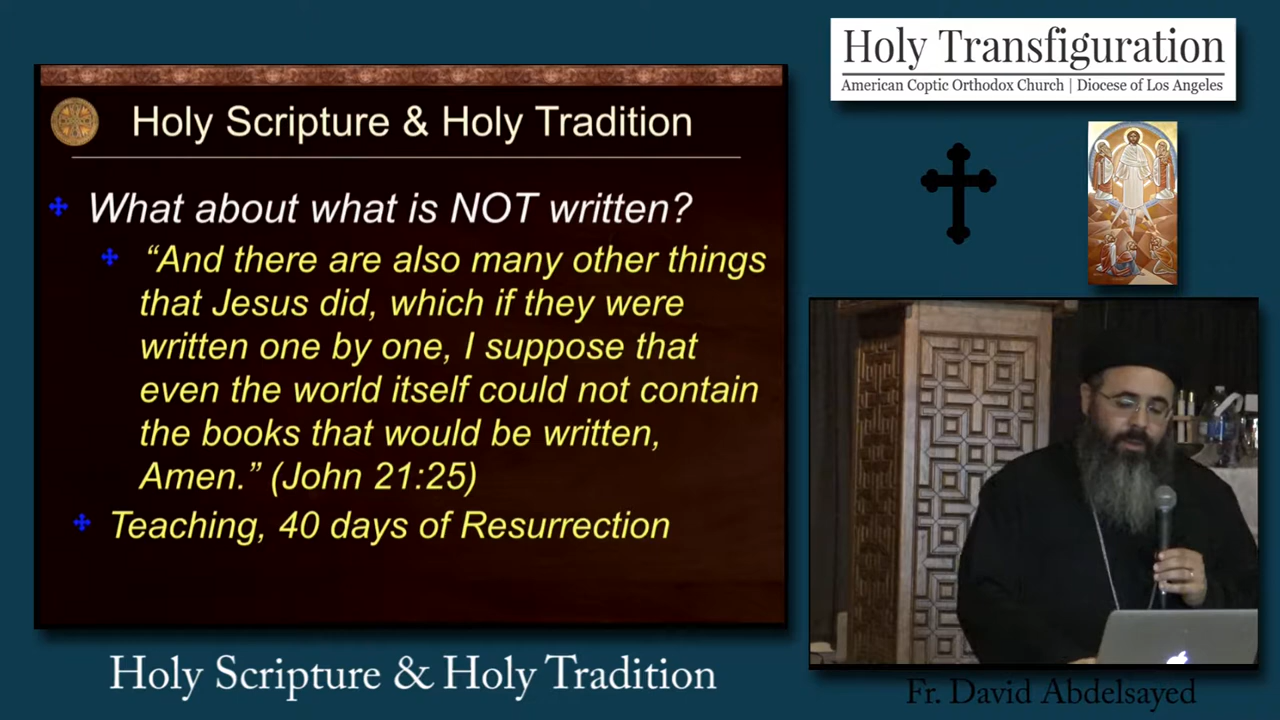 Holy Scripture & Holy Tradition
What about what is NOT written?
“And there are also many other things
that Jesus did, which if they were
written one by one, I suppose that
even the world itself could not contain
the books that would be written,
Amen.” (John 21:25)
Teaching, 40 days of Resurrection
Holy Scripture & Holy Tradition
Holy Transfiguration
American Coptic Orthodox Church | Diocese of Los Angeles
Fr. David Abdelsayed